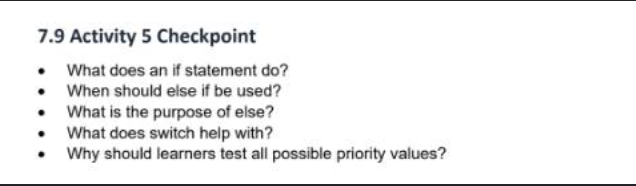 7.9 Activity 5 Checkpoint
• What does an if statement do?
• When should else if be used?
• What is the purpose of else?
• What does switch help with?
• Why should learners test all possible priority values?